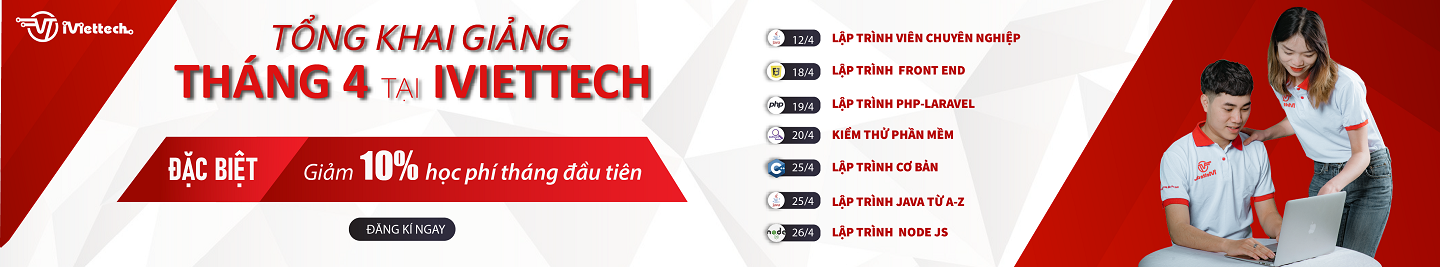 iViettech
TỔNG KHAI GIẢNG
THÁNG 4 TẠI IVIETTECH
ĐẶC BIỆT
Giảm 10% học phí tháng đầu tiên
ĐĂNG KÍ NGAY
12/4 LẬP TRÌNH VIÊN CHUYÊN NGHIỆP
18/4 LẬP TRÌNH FRONT END
php 19/4 LẬP TRÌNH PHP-LARAVEL
20/4 KIỂM THỬ PHẦN MỀM
25/4 LẬP TRÌNH CƠ BẢN
25/4 LẬP TRÌNH JAVA TỪ A-Z
node 26/4 LẬP TRÌNH NODE JS